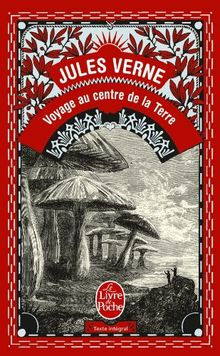 JULES VERNE
Voyage au centre de la Terre
Le
Livre
de
Poche
Texte intégral